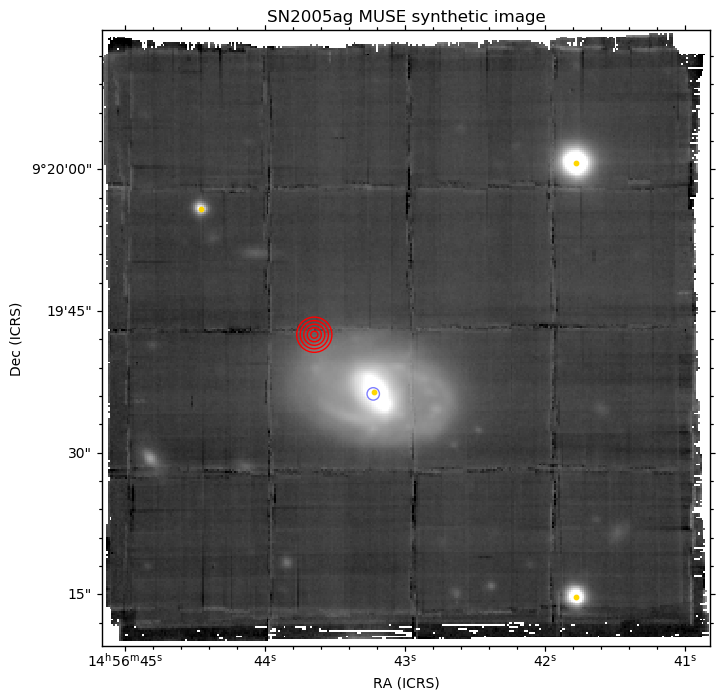 SN2005ag MUSE synthetic image
9°20'00"
19'45"
30"
15"
Dec (ICRS)
14ʰ56ᵐ45ˢ
44ˢ
43ˢ
42ˢ
41ˢ
RA (ICRS)